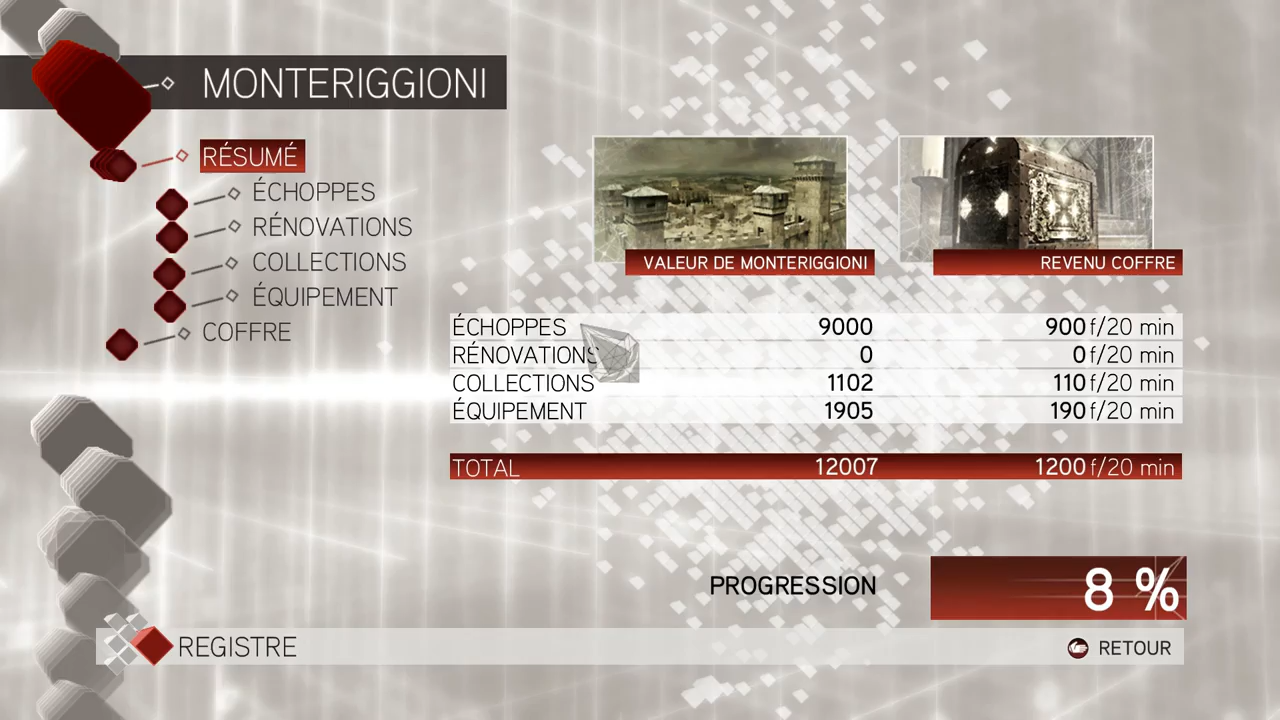 MONTERIGGIONI
RÉSUMÉ
ÉCHOPPES
RÉNOVATIONS
COLLECTIONS
ÉQUIPEMENT
COFFRE
VALEUR DE MONTERIGGIONI
REVENU COFFRE
ÉCHOPPES 9000 900 f/20 min
RÉNOVATIONS 0 0 f/20 min
COLLECTIONS 1102 110 f/20 min
ÉQUIPEMENT 1905 190 f/20 min
TOTAL 12007 1200 f/20 min
PROGRESSION 8 %
REGISTRE
RETOUR